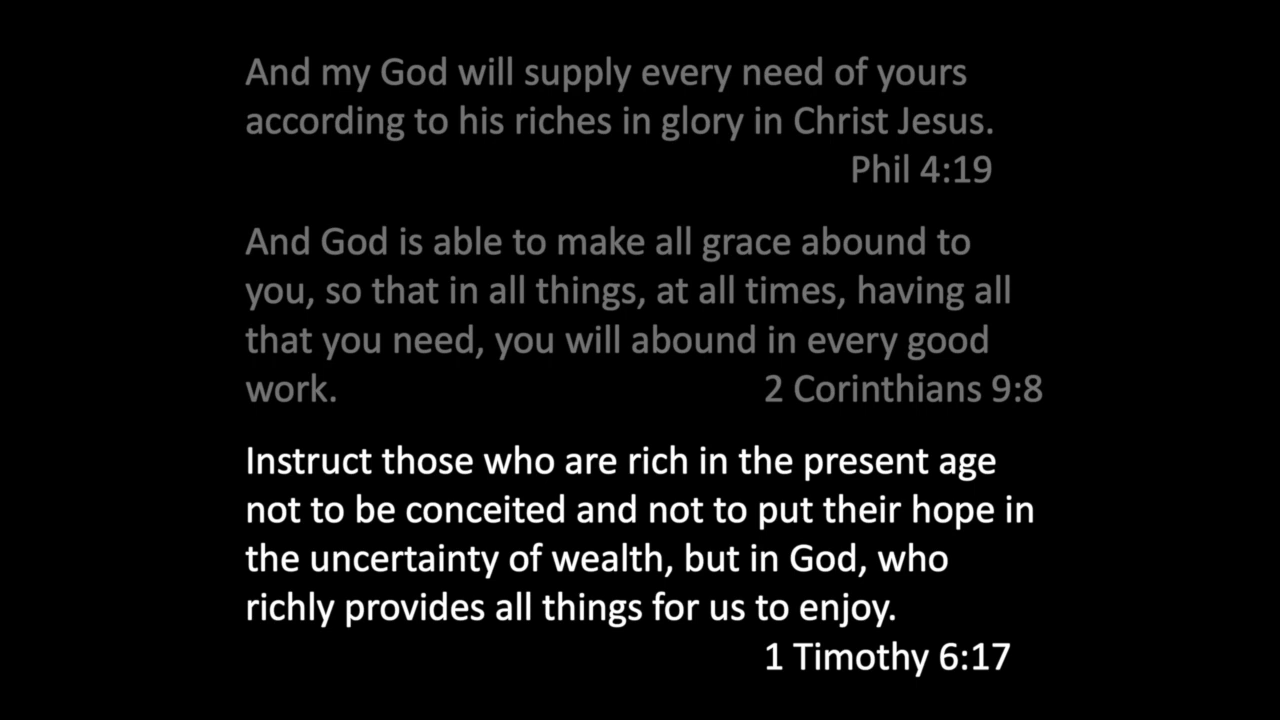 And my God will supply every need of yours
according to his riches in glory in Christ Jesus.
Phil 4:19
And God is able to make all grace abound to
you, so that in all things, at all times, having all
that you need, you will abound in every good
work. 2 Corinthians 9:8
Instruct those who are rich in the present age
not to be conceited and not to put their hope in
the uncertainty of wealth, but in God, who
richly provides all things for us to enjoy.
1 Timothy 6:17